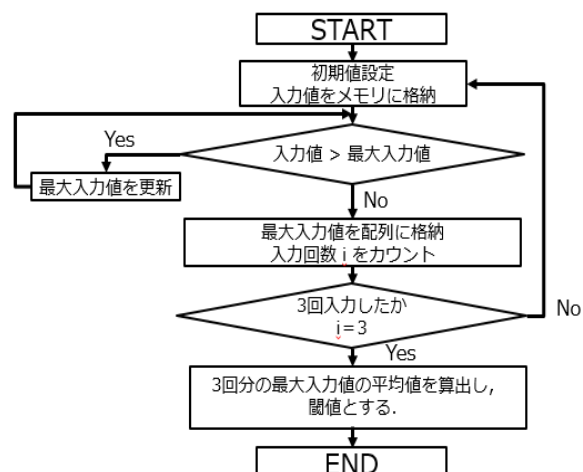 START
初期値設定
入力値をメモリに格納
Yes
入力値 > 最大入力値
最大入力値を更新
No
最大入力値を配列に格納
入力回数 i をカウント
3回入力したか
i=3
No
Yes
3回分の最大入力値の平均値を算出し,
閾値とする.
END